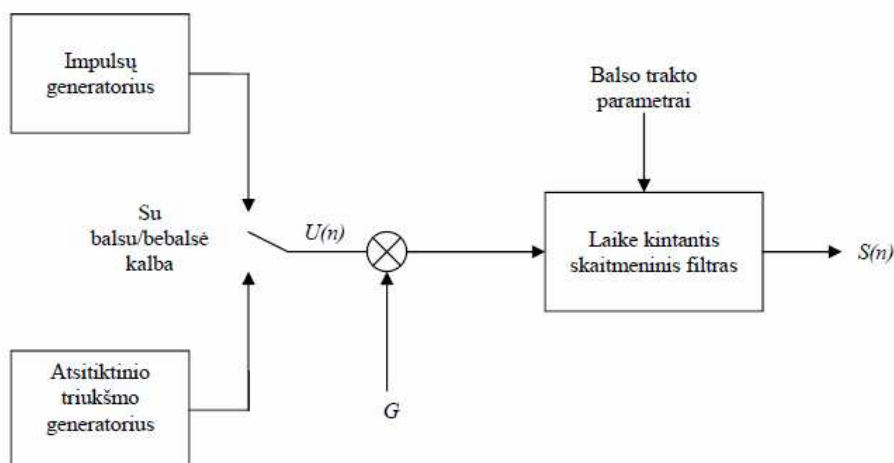 Impulsų
generatorius
Balso trakto
parametrai
Su
balsu/bebalsė
kalba
U(n)
Laike kintantis
skaitmeninis filtras
S(n)
Atsitiktinio
triukšmo
generatorius
G